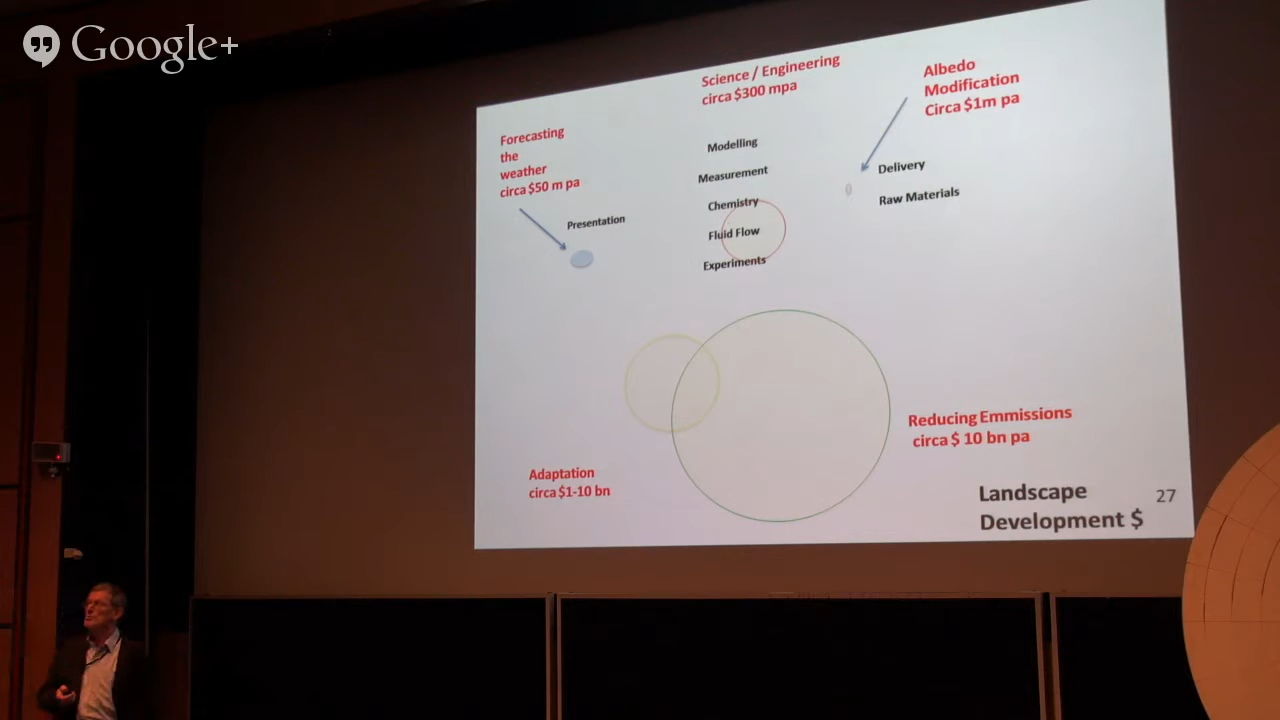 Google+
Science / Engineering
circa $300 mpa
Albedo
Modification
Circa $1m pa
Forecasting
the
weather
circa $50 m pa
Presentation
Modelling
Measurement
Chemistry
Fluid Flow
Experiments
Delivery
Raw Materials
Adaptation
circa $1-10 bn
Reducing Emmissions
circa $ 10 bn pa
Landscape
Development $
27